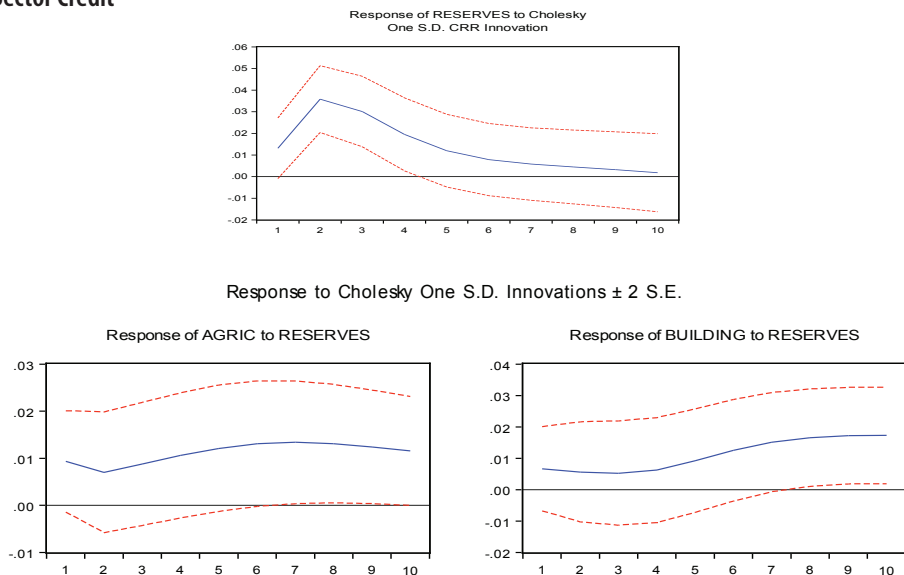 Sector Credit
Response of RESERVES to Cholesky
One S.D. CRR Innovation
.06
.05
.04
.03
.02
.01
.00
-.01
-.02
1 2 3 4 5 6 7 8 9 10
Response to Cholesky One S.D. Innovations ± 2 S.E.
Response of AGRIC to RESERVES
.03
.02
.01
.00
-.01
1 2 3 4 5 6 7 8 9 10
Response of BUILDING to RESERVES
.04
.03
.02
.01
.00
-.01
-.02
1 2 3 4 5 6 7 8 9 10